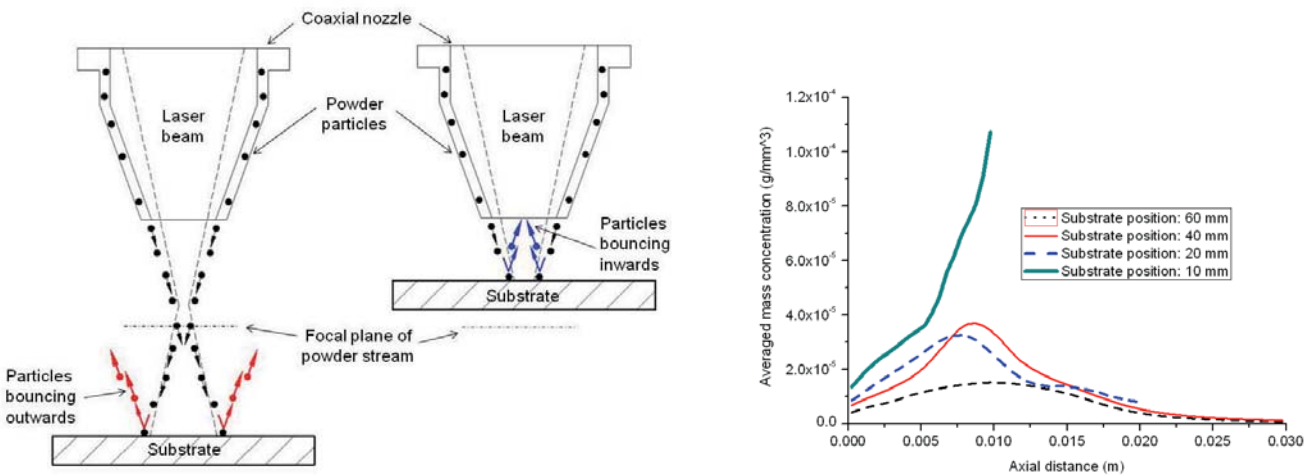 Coaxial nozzle
Laser
beam
Powder
particles
Laser
beam
Particles
bouncing
inwards
Substrate
Focal plane of
powder stream
Particles
bouncing
outwards
Substrate
Averaged mass concentration (g/mm^3)
1.2x10⁻⁴
1.0x10⁻⁴
8.0x10⁻⁵
6.0x10⁻⁵
4.0x10⁻⁵
2.0x10⁻⁵
0.0
Substrate position: 60 mm
Substrate position: 40 mm
Substrate position: 20 mm
Substrate position: 10 mm
0.000 0.005 0.010 0.015 0.020 0.025 0.030
Axial distance (m)